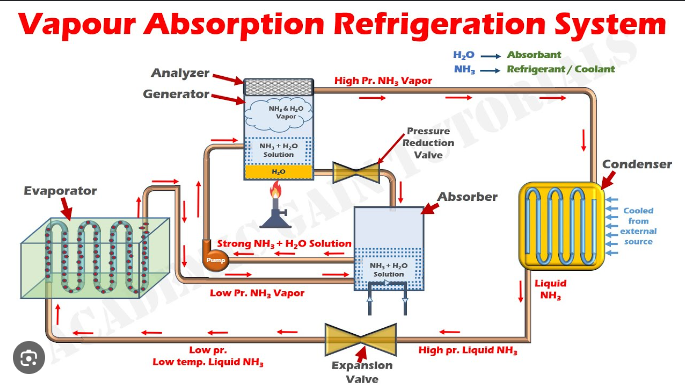 Vapour Absorption Refrigeration System
H₂O → Absorbant
NH₃ → Refrigerant / Coolant
Analyzer
Generator
High Pr. NH₃ Vapor
NH₃ & H₂O
Vapor
NH₃ + H₂O
Solution
H₂O
Pressure
Reduction
Valve
Condenser
Evaporator
Absorber
Cooled
from
external
source
Strong NH₃ + H₂O Solution
Pump
NH₃ + H₂O
Solution
Low Pr. NH₃ Vapor
Liquid
NH₃
Low pr.
Low temp. Liquid NH₃
High pr. Liquid NH₃
Expansion
Valve
ACADEMIC GAIN TUTORIALS